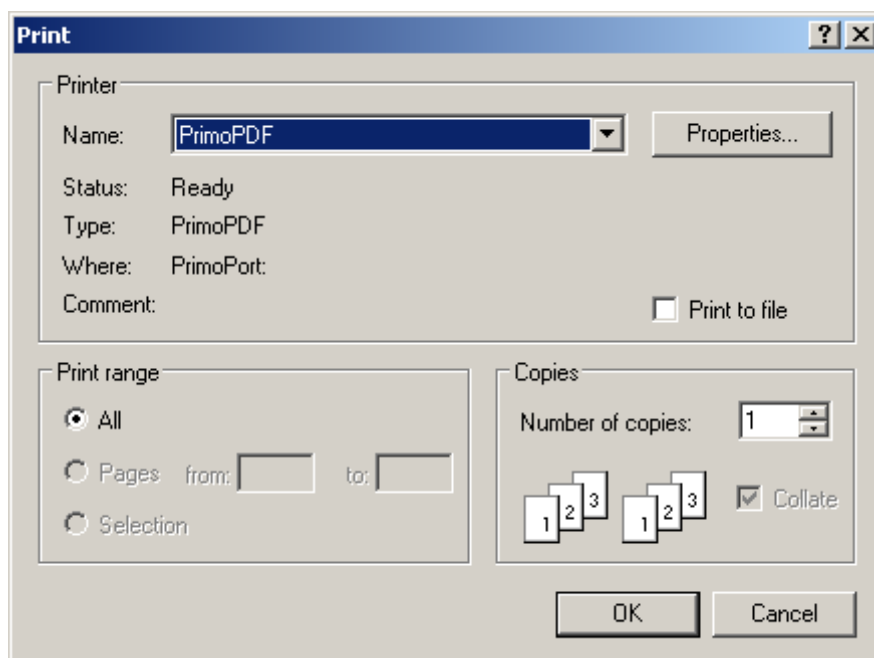 Print
Printer
Name: PrimoPDF Properties...
Status: Ready
Type: PrimoPDF
Where: PrimoPort:
Comment:
Print to file
Print range
All
Pages from: to:
Selection
Copies
Number of copies: 1
1 2 3 1 2 3
Collate
OK Cancel